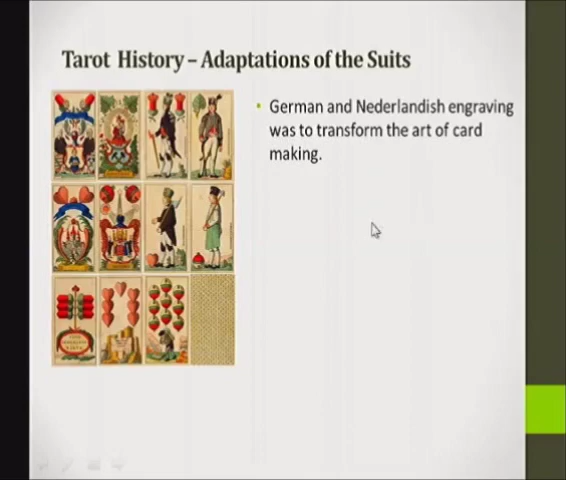 Tarot History – Adaptations of the Suits
• German and Nederlandish engraving
was to transform the art of card
making.